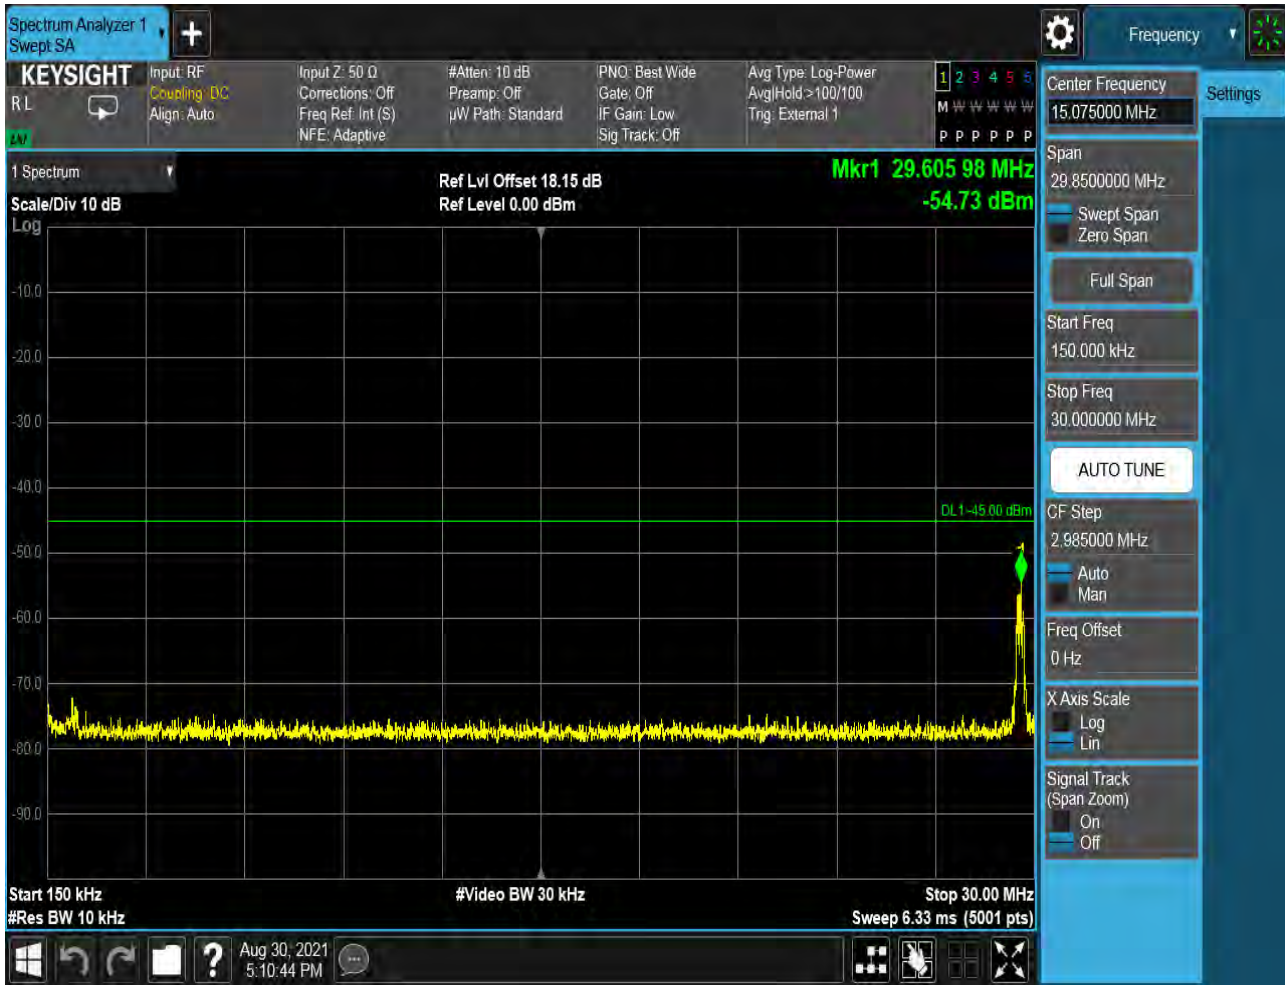 Spectrum Analyzer 1
Swept SA
Frequency
KEYSIGHT
R L
Input: RF
Coupling: DC
Align: Auto
Input Z: 50 Ω
Corrections: Off
Freq Ref: Int (S)
NFE: Adaptive
#Atten: 10 dB
Preamp: Off
µW Path: Standard
PNO: Best Wide
Gate: Off
IF Gain: Low
Sig Track: Off
Avg Type: Log-Power
Avg|Hold:>100/100
Trig: External 1
1 2 3 4 5 6
M W W W W W
P P P P P P
1 Spectrum
Scale/Div 10 dB
Log
Ref Lvl Offset 18.15 dB
Ref Level 0.00 dBm
Mkr1 29.605 98 MHz
-54.73 dBm
-10.0
-20.0
-30.0
-40.0
DL1 -45.00 dBm
-50.0
-60.0
-70.0
-80.0
-90.0
Start 150 kHz
#Res BW 10 kHz
#Video BW 30 kHz
Stop 30.00 MHz
Sweep 6.33 ms (5001 pts)
Center Frequency
15.075000 MHz
Settings
Span
29.8500000 MHz
Swept Span
Zero Span
Full Span
Start Freq
150.000 kHz
Stop Freq
30.000000 MHz
AUTO TUNE
CF Step
2.985000 MHz
Auto
Man
Freq Offset
0 Hz
X Axis Scale
Log
Lin
Signal Track
(Span Zoom)
On
Off
?
Aug 30, 2021
5:10:44 PM